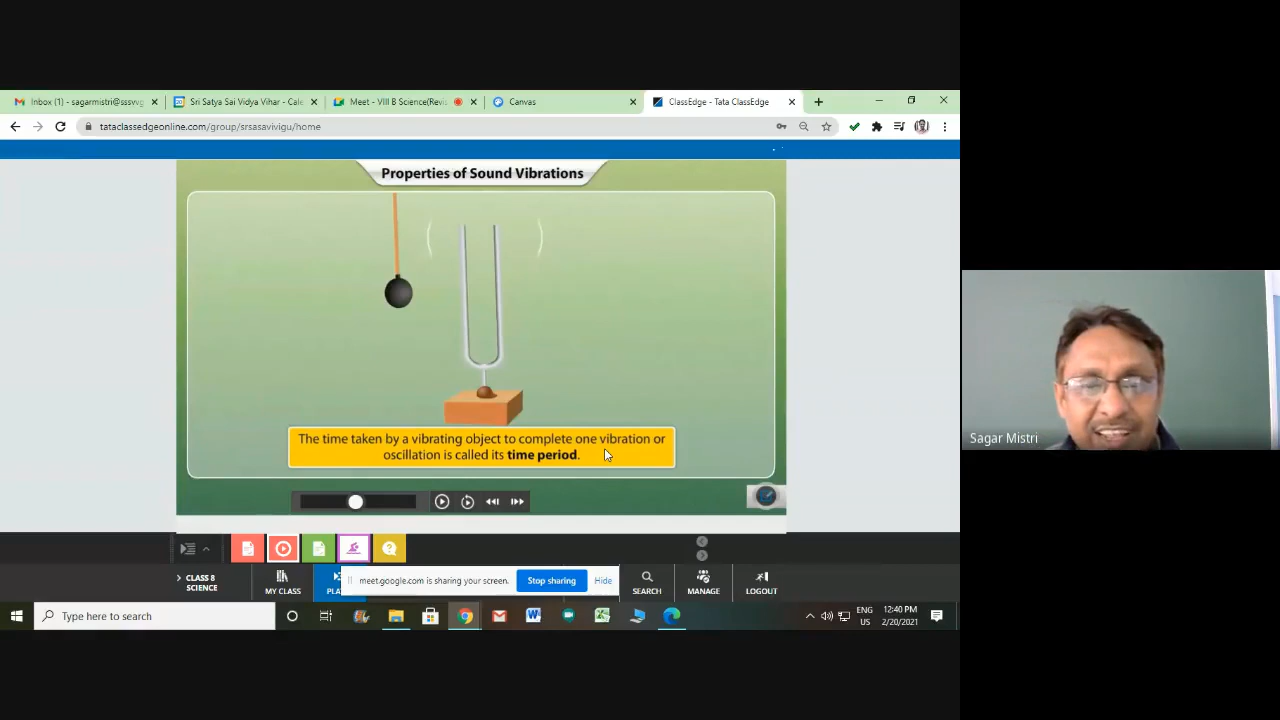 Inbox (1) - sagarmistri@sssvvg
Sri Satya Sai Vidya Vihar - Cale
Meet - VIII B Science(Revis
Canvas
ClassEdge - Tata ClassEdge
tataclassedgeonline.com/group/srsasavivigu/home
Properties of Sound Vibrations
The time taken by a vibrating object to complete one vibration or
oscillation is called its time period.
Sagar Mistri
CLASS 8
SCIENCE
MY CLASS
meet.google.com is sharing your screen.
Stop sharing
Hide
SEARCH
MANAGE
LOGOUT
Type here to search
ENG
US
12:40 PM
2/20/2021